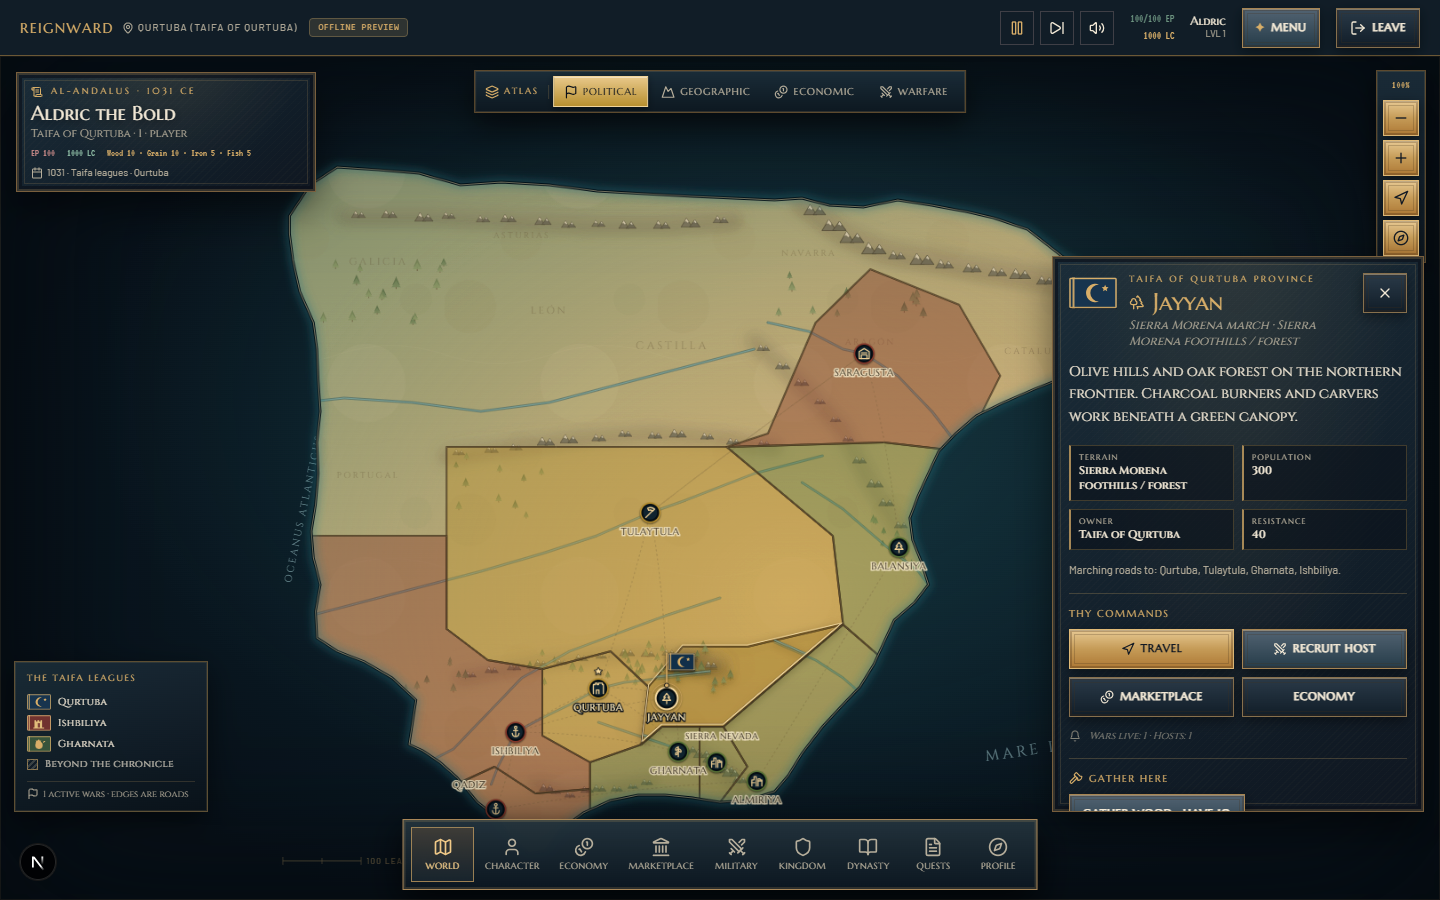 REIGNWARD
QURTUBA (TAIFA OF QURTUBA)
OFFLINE PREVIEW
100/100 EP
1000 LC
Aldric
LVL 1
MENU
LEAVE
AL-ANDALUS · 1031 CE
Aldric the Bold
Taifa of Qurtuba · I · player
EP 100 1000 LC Wood 10 · Grain 10 · Iron 5 · Fish 5
1031 · Taifa leagues · Qurtuba
ATLAS
POLITICAL
GEOGRAPHIC
ECONOMIC
WARFARE
100%
ASTURIAS
GALICIA
NAVARRA
LEÓN
CASTILLA
ARAGON
CATALU
SARAGUSTA
PORTUGAL
OCEANUS ATLANTICUS
TULAYTULA
BALANSIYA
QURTUBA
JAYYAN
ISHBILIYA
SIERRA NEVADA
GHARNATA
QADIZ
ALMIRIYA
MARE
100 LEA
TAIFA OF QURTUBA PROVINCE
Jayyan
Sierra Morena march · Sierra
Morena foothills / forest
Olive hills and oak forest on the northern
frontier. Charcoal burners and carvers
work beneath a green canopy.
TERRAIN
Sierra Morena
foothills / forest
POPULATION
300
OWNER
Taifa of Qurtuba
RESISTANCE
40
Marching roads to: Qurtuba, Tulaytula, Gharnata, Ishbiliya.
THY COMMANDS
TRAVEL
RECRUIT HOST
MARKETPLACE
ECONOMY
Wars live: 1 · Hosts: 1
GATHER HERE
GATHER WOOD · HAVE 10
THE TAIFA LEAGUES
Qurtuba
Ishbiliya
Gharnata
Beyond the chronicle
1 active wars · edges are roads
N
WORLD
CHARACTER
ECONOMY
MARKETPLACE
MILITARY
KINGDOM
DYNASTY
QUESTS
PROFILE